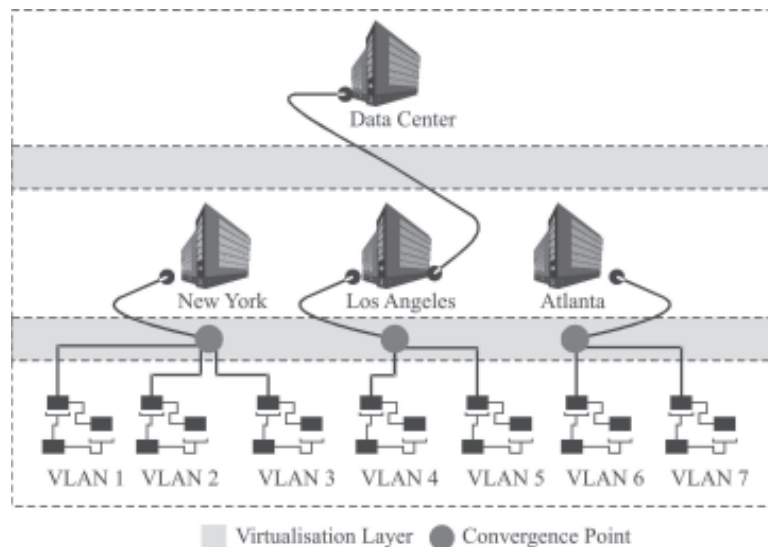 Data Center
New York
Los Angeles
Atlanta
VLAN 1
VLAN 2
VLAN 3
VLAN 4
VLAN 5
VLAN 6
VLAN 7
Virtualisation Layer
Convergence Point